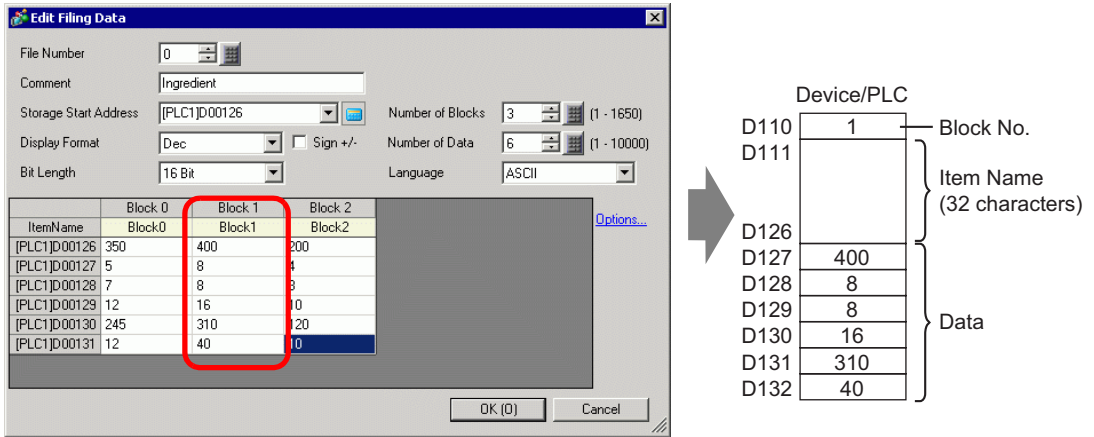 Edit Filing Data
File Number 0
Comment Ingredient
Storage Start Address [PLC1]D00126 Number of Blocks 3 (1 - 1650)
Display Format Dec Sign +/- Number of Data 6 (1 - 10000)
Bit Length 16 Bit Language ASCII
Block 0 Block 1 Block 2
ItemName Block0 Block1 Block2
[PLC1]D00126 350 400 200
[PLC1]D00127 5 8 4
[PLC1]D00128 7 8 3
[PLC1]D00129 12 16 10
[PLC1]D00130 245 310 120
[PLC1]D00131 12 40 10
Options...
OK (O) Cancel
Device/PLC
D110 1 Block No.
D111
Item Name
(32 characters)
D126
D127 400
D128 8
D129 8
Data
D130 16
D131 310
D132 40